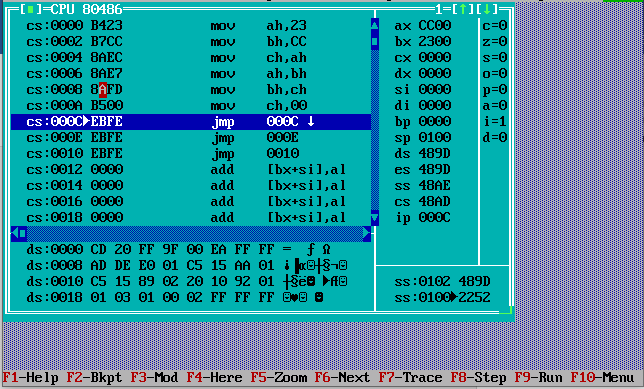 [■]=CPU 80486 1=[↑][↓]
cs:0000 B423 mov ah,23 ax CC00 c=0
cs:0002 B7CC mov bh,CC bx 2300 z=0
cs:0004 8AEC mov ch,ah cx 0000 s=0
cs:0006 8AE7 mov ah,bh dx 0000 o=0
cs:0008 8AFD mov bh,ch si 0000 p=0
cs:000A B500 mov ch,00 di 0000 a=0
cs:000C►EBFE jmp 000C ↓ bp 0000 i=1
cs:000E EBFE jmp 000E sp 0100 d=0
cs:0010 EBFE jmp 0010 ds 489D
cs:0012 0000 add [bx+si],al es 489D
cs:0014 0000 add [bx+si],al ss 48AE
cs:0016 0000 add [bx+si],al cs 48AD
cs:0018 0000 add [bx+si],al ip 000C
ds:0000 CD 20 FF 9F 00 EA FF FF = ƒ Ω
ds:0008 AD DE E0 01 C5 15 AA 01
ds:0010 C5 15 89 02 20 10 92 01 ss:0102 489D
ds:0018 01 03 01 00 02 FF FF FF ss:0100►2252
F1-Help F2-Bkpt F3-Mod F4-Here F5-Zoom F6-Next F7-Trace F8-Step F9-Run F10-Menu